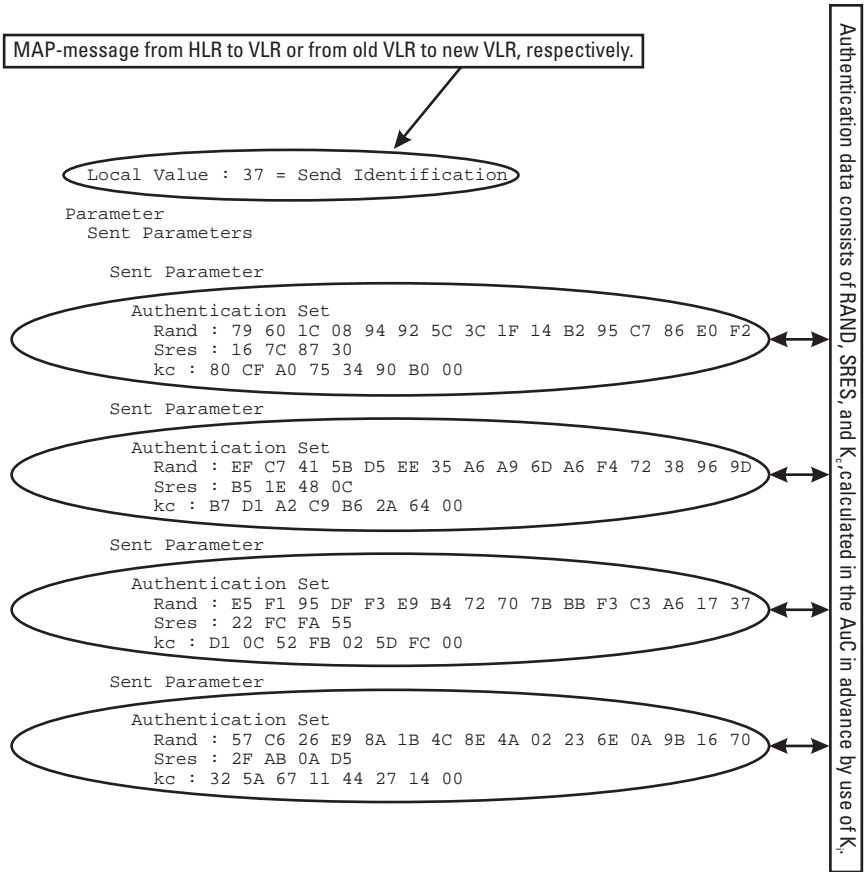 MAP-message from HLR to VLR or from old VLR to new VLR, respectively.
Local Value : 37 = Send Identification
Parameter
Sent Parameters
Sent Parameter
Authentication Set
Rand : 79 60 1C 08 94 92 5C 3C 1F 14 B2 95 C7 86 E0 F2
Sres : 16 7C 87 30
kc : 80 CF A0 75 34 90 B0 00
Sent Parameter
Authentication Set
Rand : EF C7 41 5B D5 EE 35 A6 A9 6D A6 F4 72 38 96 9D
Sres : B5 1E 48 0C
kc : B7 D1 A2 C9 B6 2A 64 00
Sent Parameter
Authentication Set
Rand : E5 F1 95 DF F3 E9 B4 72 70 7B BB F3 C3 A6 17 37
Sres : 22 FC FA 55
kc : D1 0C 52 FB 02 5D FC 00
Sent Parameter
Authentication Set
Rand : 57 C6 26 E9 8A 1B 4C 8E 4A 02 23 6E 0A 9B 16 70
Sres : 2F AB 0A D5
kc : 32 5A 67 11 44 27 14 00
Authentication data consists of RAND, SRES, and Kc, calculated in the AuC in advance by use of Ki.